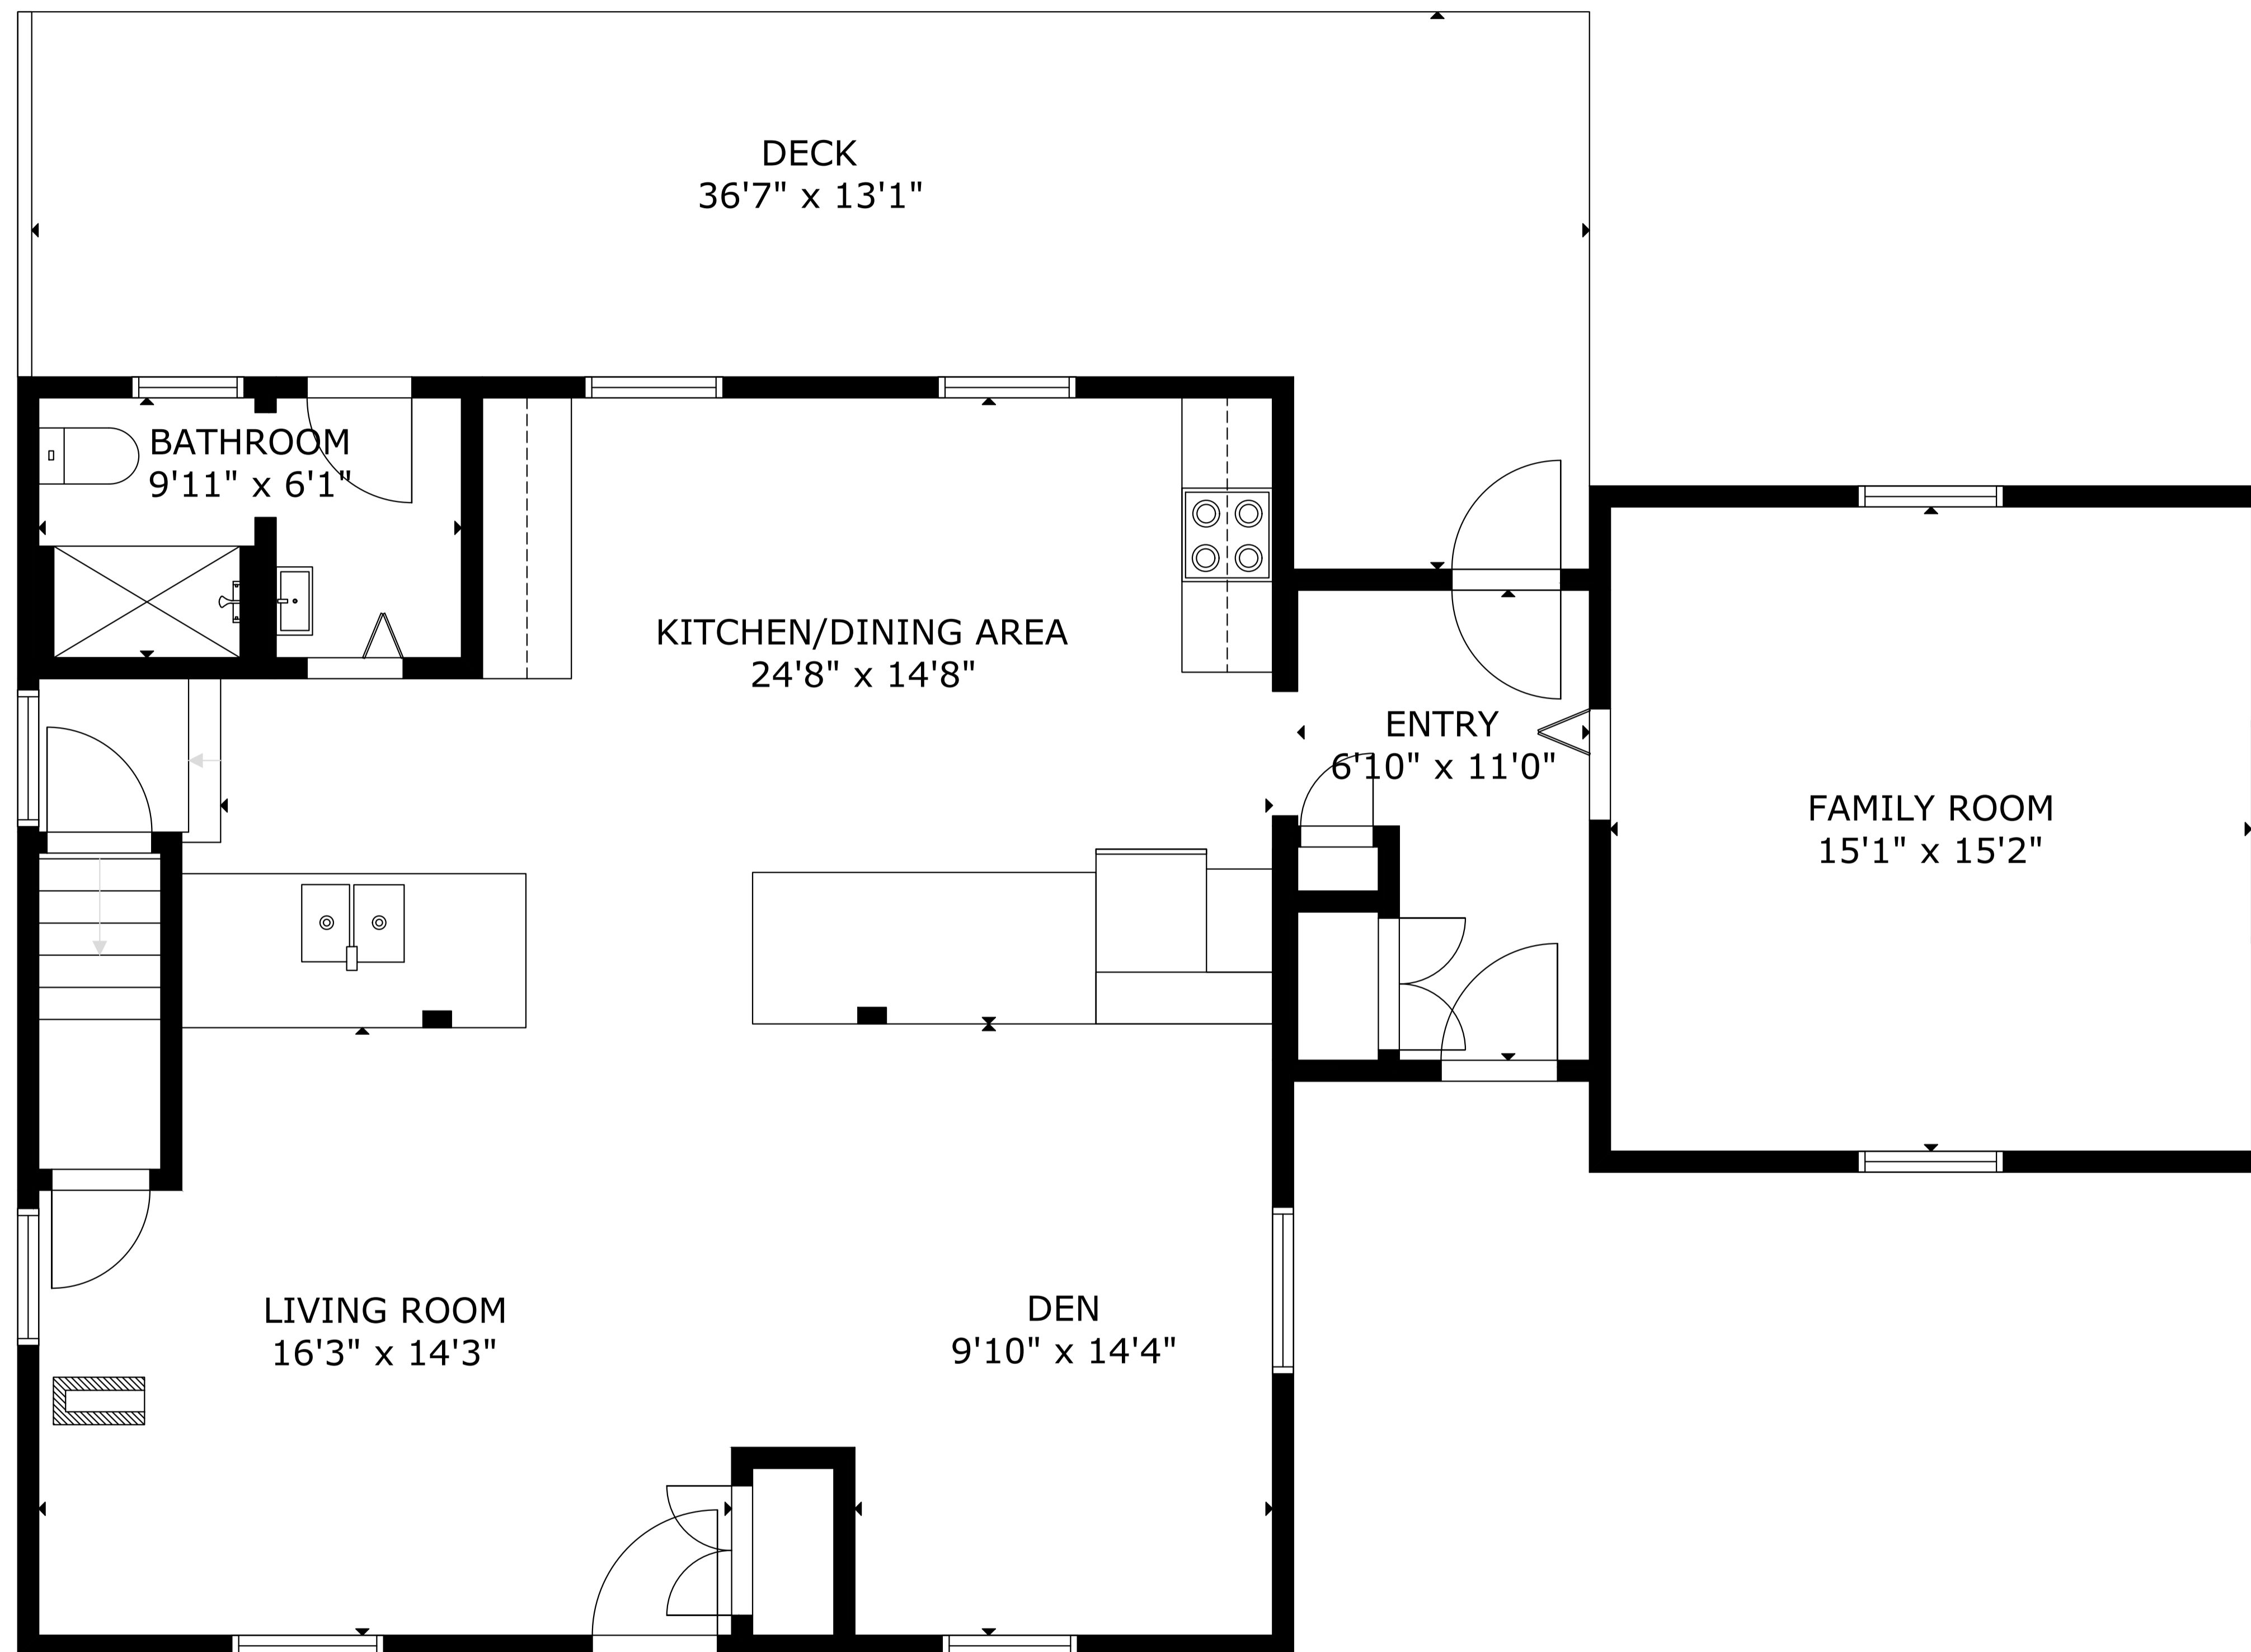 DECK
36'7" x 13'1"
BATHROOM
9'11" x 6'1"
KITCHEN/DINING AREA
24'8" x 14'8"
ENTRY
6'10" x 11'0"
FAMILY ROOM
15'1" x 15'2"
LIVING ROOM
16'3" x 14'3"
DEN
9'10" x 14'4"